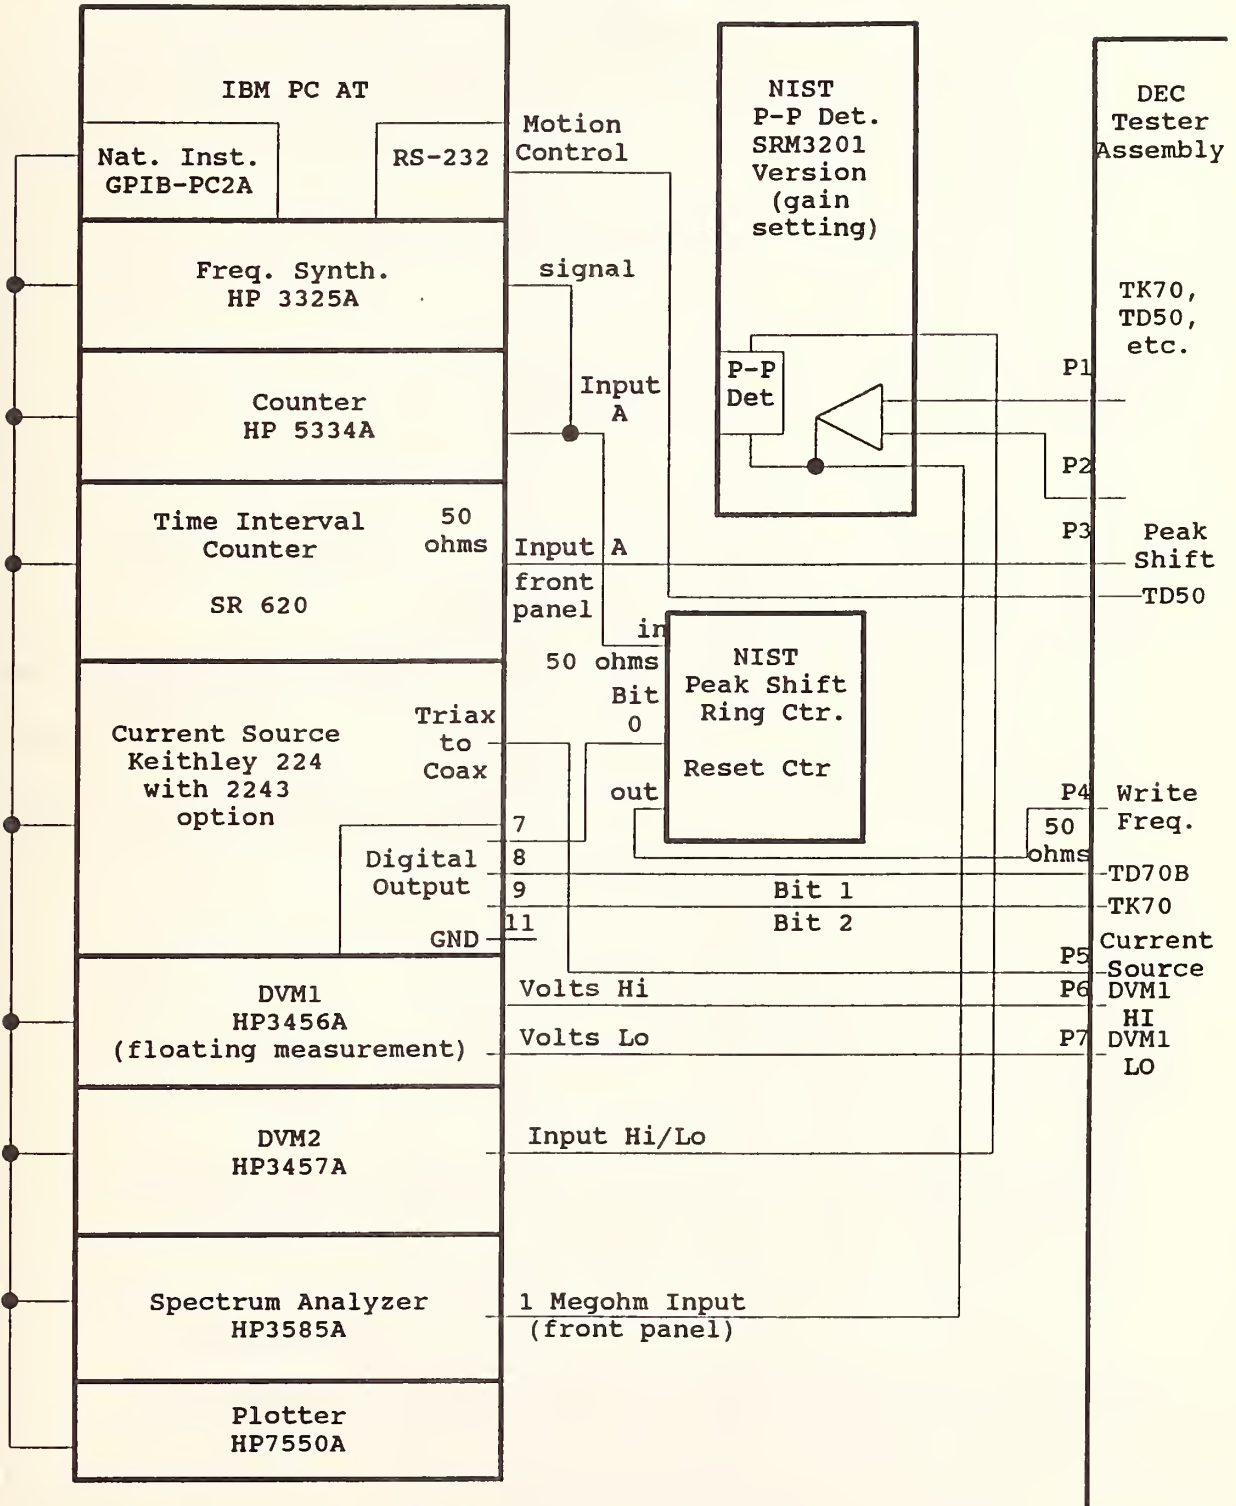 IBM PC AT
Nat. Inst.
GPIB-PC2A
RS-232
Motion
Control
Freq. Synth.
HP 3325A
signal
Counter
HP 5334A
Input
A
Time Interval
Counter
SR 620
50
ohms
Input A
front
panel
Current Source
Keithley 224
with 2243
option
Triax
to
Coax
Digital
Output
GND
7
8
9
11
DVM1
HP3456A
(floating measurement)
Volts Hi
Volts Lo
DVM2
HP3457A
Input Hi/Lo
Spectrum Analyzer
HP3585A
1 Megohm Input
(front panel)
Plotter
HP7550A
NIST
P-P Det.
SRM3201
Version
(gain
setting)
P-P
Det
in
50 ohms
Bit
0
out
NIST
Peak Shift
Ring Ctr.
Reset Ctr
Bit 1
Bit 2
DEC
Tester
Assembly
TK70,
TD50,
etc.
P1
P2
P3
Peak
Shift
TD50
P4
Write
Freq.
50
ohms
TD70B
TK70
P5
Current
Source
P6
DVM1
HI
P7
DVM1
LO